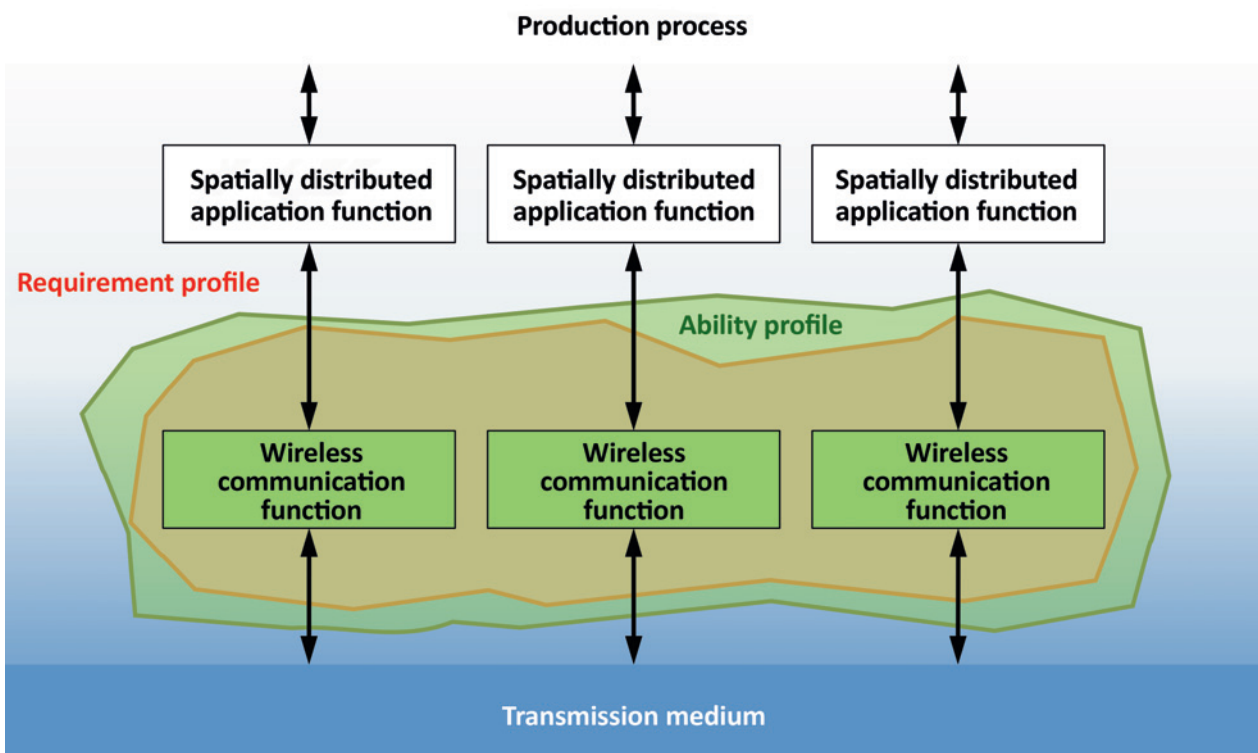 Production process
Spatially distributed
application function
Spatially distributed
application function
Spatially distributed
application function
Requirement profile
Ability profile
Wireless
communication
function
Wireless
communication
function
Wireless
communication
function
Transmission medium